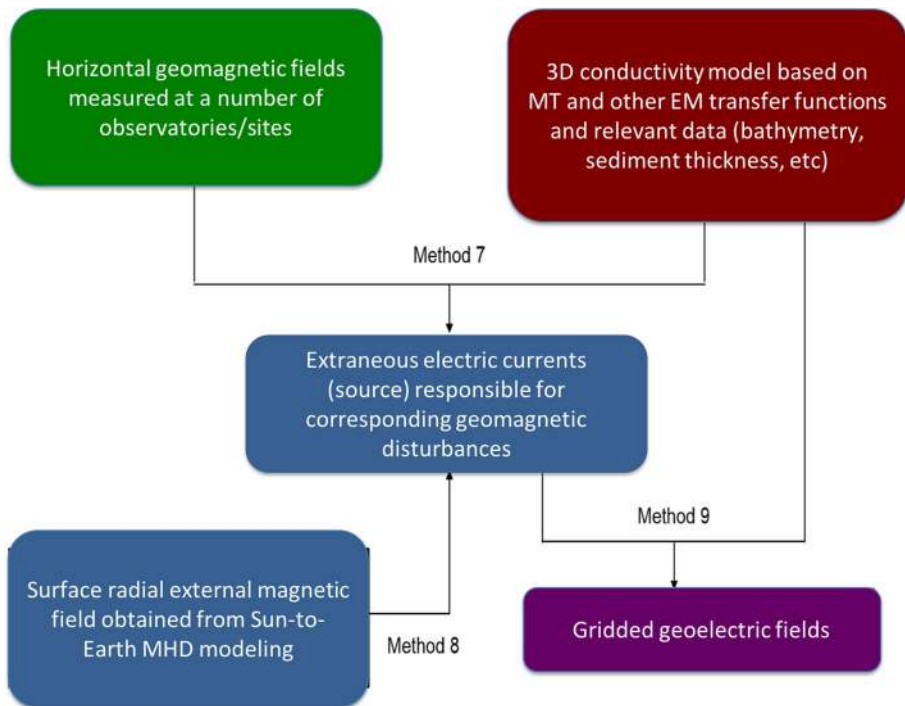 Horizontal geomagnetic fields
measured at a number of
observatories/sites
3D conductivity model based on
MT and other EM transfer functions
and relevant data (bathymetry,
sediment thickness, etc)
Method 7
Extraneous electric currents
(source) responsible for
corresponding geomagnetic
disturbances
Method 9
Surface radial external magnetic
field obtained from Sun-to-
Earth MHD modeling
Method 8
Gridded geoelectric fields